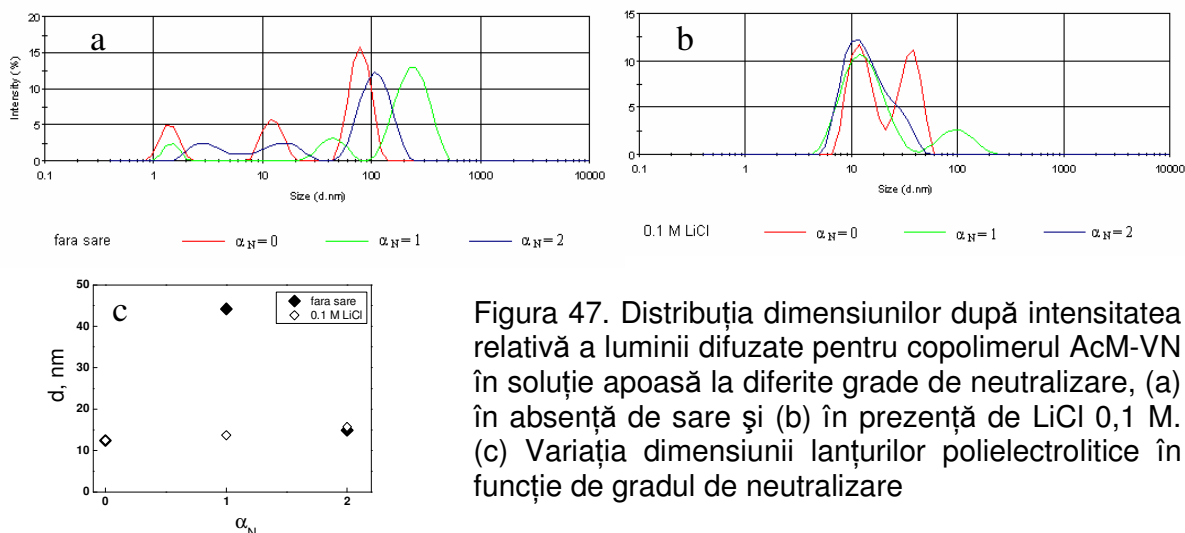 a
20
15
10
5
0
Intensity (%)
0.1 1 10 100 1000 10000
Size (d.nm)
fara sare αN=0 αN=1 αN=2
b
15
10
5
0
0.1 1 10 100 1000 10000
Size (d.nm)
0.1 M LiCl αN=0 αN=1 αN=2
c
50
40
30
20
10
0
d, nm
fara sare
0.1 M LiCl
0 1 2
αN
Figura 47. Distribuția dimensiunilor după intensitatea
relativă a luminii difuzate pentru copolimerul AcM-VN
în soluție apoasă la diferite grade de neutralizare, (a)
în absență de sare şi (b) în prezență de LiCl 0,1 M.
(c) Variația dimensiunii lanțurilor polielectrolitice în
funcție de gradul de neutralizare